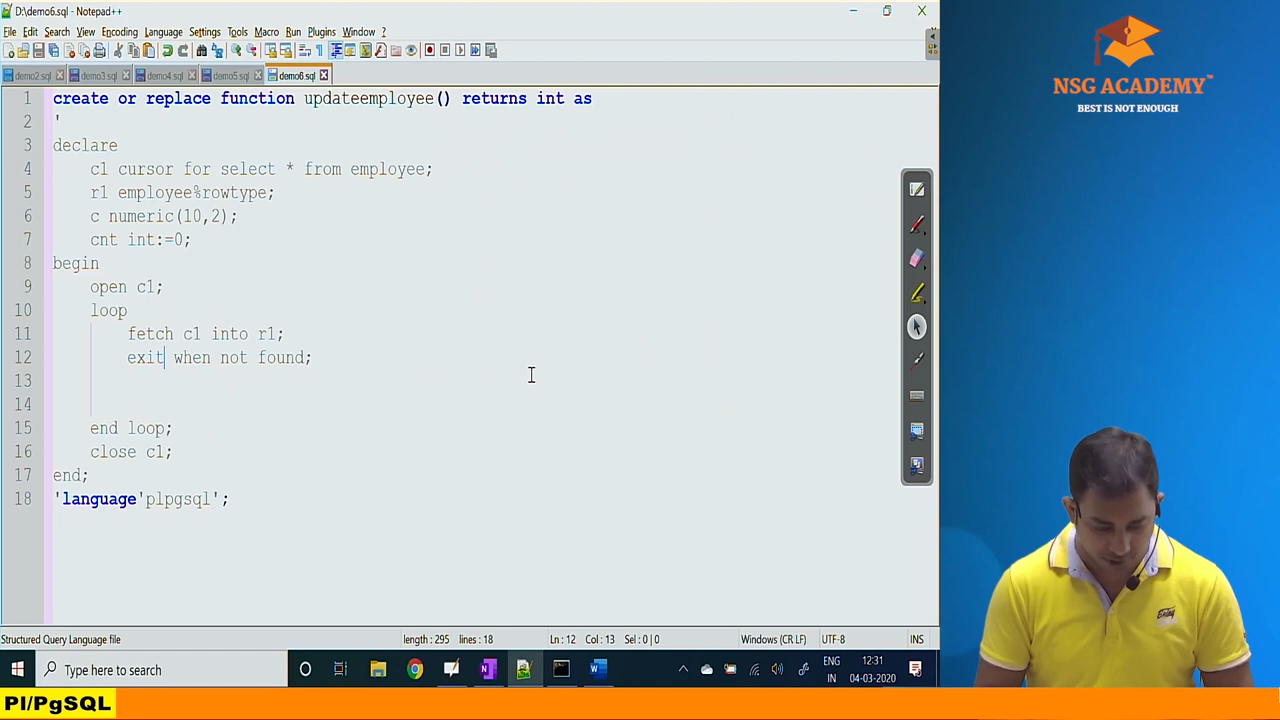 D:\demo6.sql - Notepad++
File Edit Search View Encoding Language Settings Tools Macro Run Plugins Window ?
demo2.sql demo3.sql demo4.sql demo5.sql demo6.sql
1 create or replace function updateemployee() returns int as
2 '
3 declare
4 c1 cursor for select * from employee;
5 r1 employee%rowtype;
6 c numeric(10,2);
7 cnt int:=0;
8 begin
9 open c1;
10 loop
11 fetch c1 into r1;
12 exit when not found;
13
14
15 end loop;
16 close c1;
17 end;
18 'language'plpgsql';
Structured Query Language file length : 295 lines : 18 Ln : 12 Col : 13 Sel : 0 | 0 Windows (CR LF) UTF-8 INS
Type here to search
ENG
IN
12:31
04-03-2020
Pl/PgSQL
NSG ACADEMY™
BEST IS NOT ENOUGH